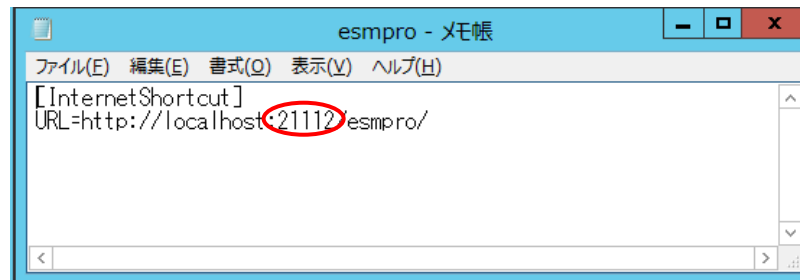 esmpro - メモ帳
ファイル(F) 編集(E) 書式(O) 表示(V) ヘルプ(H)
[InternetShortcut]
URL=http://localhost:21112/esmpro/